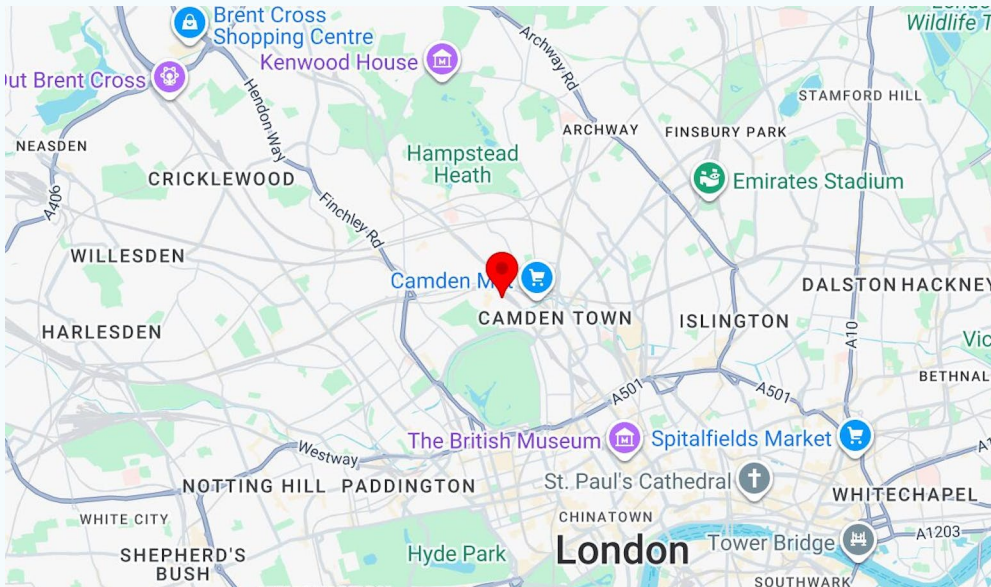 Brent Cross
Shopping Centre
Kenwood House
Out Brent Cross
Archway Rd
Wildlife
STAMFORD HILL
Hendon Way
ARCHWAY
FINSBURY PARK
NEASDEN
Hampstead
Heath
CRICKLEWOOD
Emirates Stadium
A406
Finchley Rd
WILLESDEN
Camden M
DALSTON
HACKNEY
CAMDEN TOWN
ISLINGTON
HARLESDEN
A10
Vic
BETHNAL
A501
A501
The British Museum
Spitalfields Market
Westway
St. Paul's Cathedral
NOTTING HILL
PADDINGTON
WHITECHAPEL
WHITE CITY
CHINATOWN
A1203
SHEPHERD'S
BUSH
Hyde Park
London
Tower Bridge
SOUTHWARK